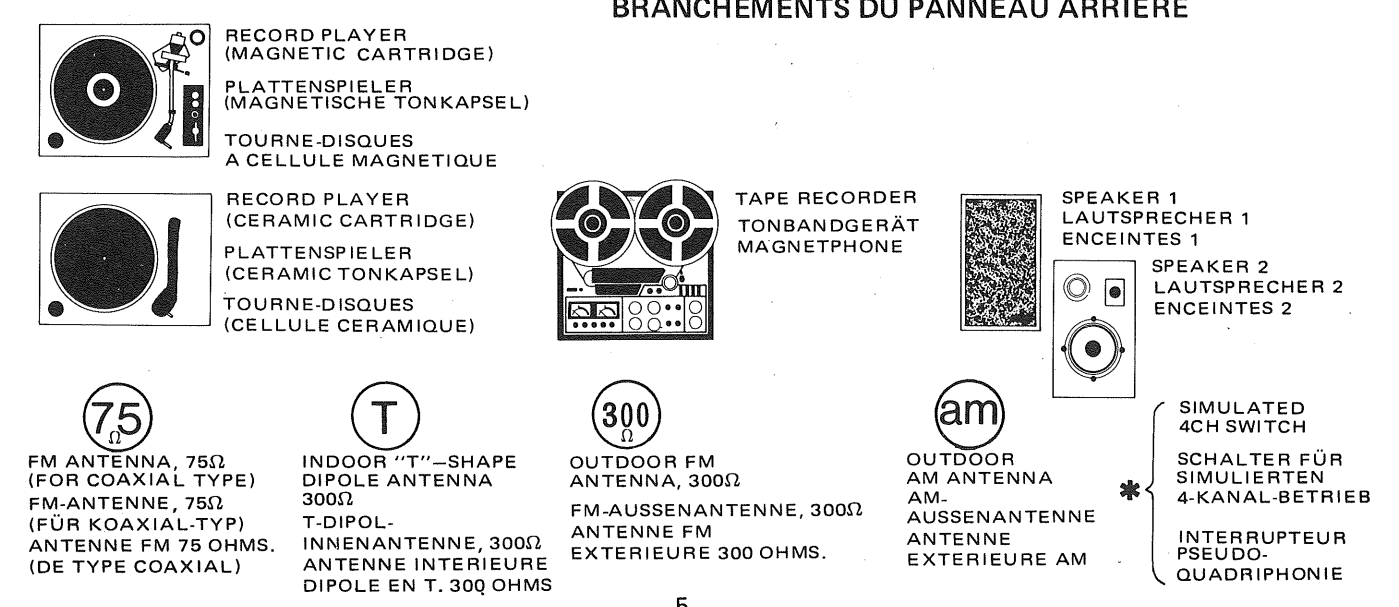 BRANCHEMENTS DU PANNEAU ARRIERE
RECORD PLAYER
(MAGNETIC CARTRIDGE)
PLATTENSPIELER
(MAGNETISCHE TONKAPSEL)
TOURNE-DISQUES
A CELLULE MAGNETIQUE
RECORD PLAYER
(CERAMIC CARTRIDGE)
PLATTENSPIELER
(CERAMIC TONKAPSEL)
TOURNE-DISQUES
(CELLULE CERAMIQUE)
TAPE RECORDER
TONBANDGERÄT
MAGNETPHONE
SPEAKER 1
LAUTSPRECHER 1
ENCEINTES 1
SPEAKER 2
LAUTSPRECHER 2
ENCEINTES 2
75
Ω
FM ANTENNA, 75Ω
(FOR COAXIAL TYPE)
FM-ANTENNE, 75Ω
(FÜR KOAXIAL-TYP)
ANTENNE FM 75 OHMS.
(DE TYPE COAXIAL)
T
INDOOR "T"—SHAPE
DIPOLE ANTENNA
300Ω
T-DIPOL-
INNENANTENNE, 300Ω
ANTENNE INTERIEURE
DIPOLE EN T. 300 OHMS
300
Ω
OUTDOOR FM
ANTENNA, 300Ω
FM-AUSSENANTENNE, 300Ω
ANTENNE FM
EXTERIEURE 300 OHMS.
am
OUTDOOR
AM ANTENNA
AM-
AUSSENANTENNE
ANTENNE
EXTERIEURE AM
*
SIMULATED
4CH SWITCH
SCHALTER FÜR
SIMULIERTEN
4-KANAL-BETRIEB
INTERRUPTEUR
PSEUDO-
QUADRIPHONIE
5